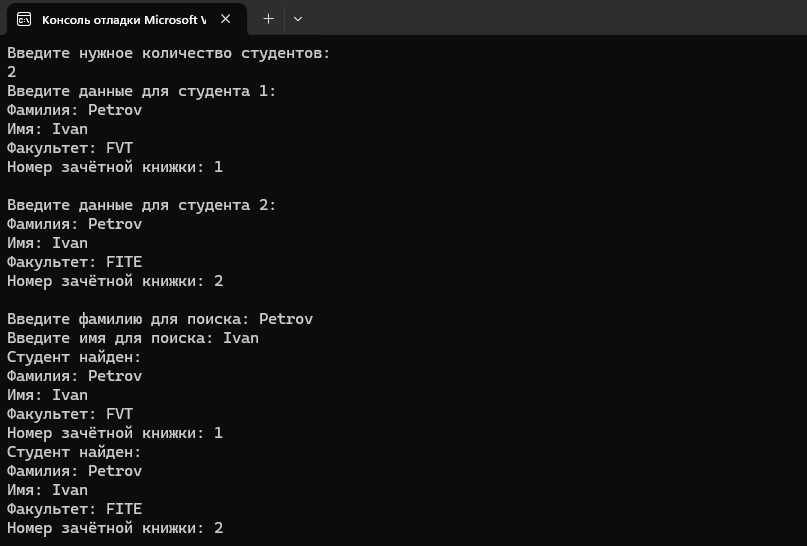 Консоль отладки Microsoft V
Введите нужное количество студентов:
2
Введите данные для студента 1:
Фамилия: Petrov
Имя: Ivan
Факультет: FVT
Номер зачётной книжки: 1
Введите данные для студента 2:
Фамилия: Petrov
Имя: Ivan
Факультет: FITE
Номер зачётной книжки: 2
Введите фамилию для поиска: Petrov
Введите имя для поиска: Ivan
Студент найден:
Фамилия: Petrov
Имя: Ivan
Факультет: FVT
Номер зачётной книжки: 1
Студент найден:
Фамилия: Petrov
Имя: Ivan
Факультет: FITE
Номер зачётной книжки: 2